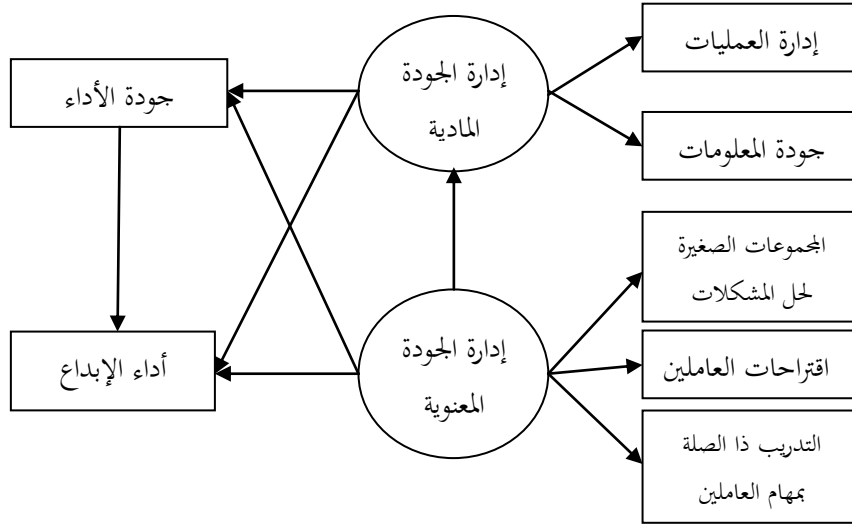 إدارة العمليات
إدارة الجودة
المادية
جودة الأداء
جودة المعلومات
المجموعات الصغيرة
لحل المشكلات
إدارة الجودة
المعنوية
أداء الإبداع
اقتراحات العاملين
التدريب ذا الصلة
بمهام العاملين